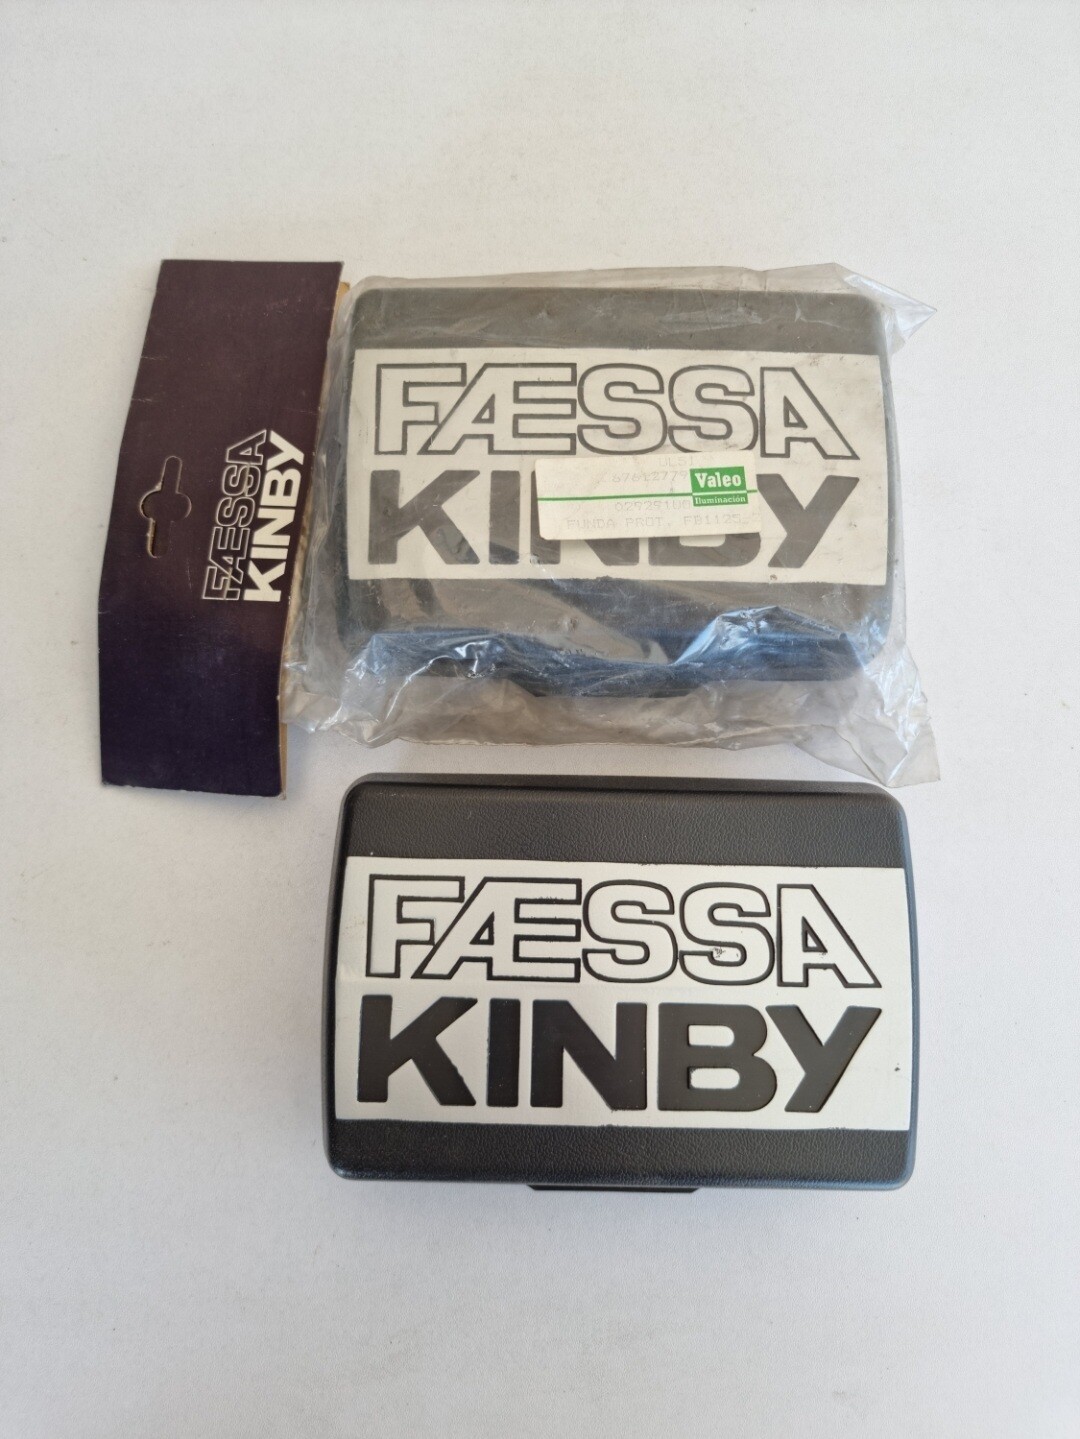 FÆSSA
KINBY
FÆSSA
KINBY
Valeo
Iluminación
FUNDA PROT.
FÆSSA
KINBY